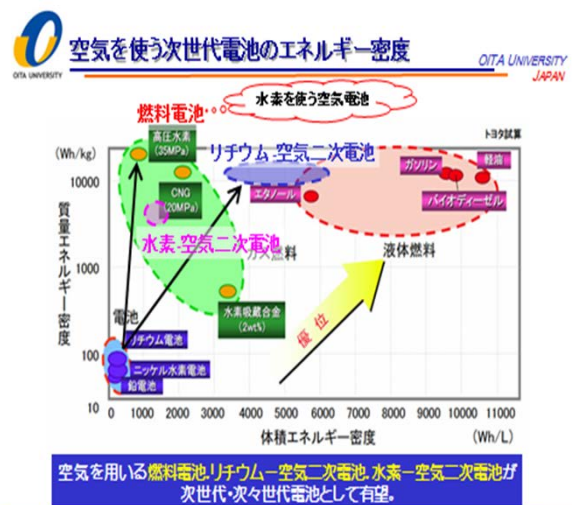 OITA UNIVERSITY
空気を使う次世代電池のエネルギー密度
OITA UNIVERSITY
JAPAN
水素を使う空気電池
燃料電池・・・
トヨタ試算
(Wh/kg)
高圧水素
(35MPa)
リチウム-空気二次電池
ガソリン
軽油
10000
CNG
(20MPa)
エタノール
バイオディーゼル
水素-空気二次電池
ガス燃料
液体燃料
質量エネルギー密度
1000
電池
水素吸蔵合金
(2wt%)
優位
リチウム電池
100
ニッケル水素電池
鉛電池
10
0 1000 2000 3000 4000 5000 6000 7000 8000 9000 10000 11000
体積エネルギー密度 (Wh/L)
空気を用いる燃料電池.リチウムー空気二次電池.水素ー空気二次電池が
次世代・次々世代電池として有望。